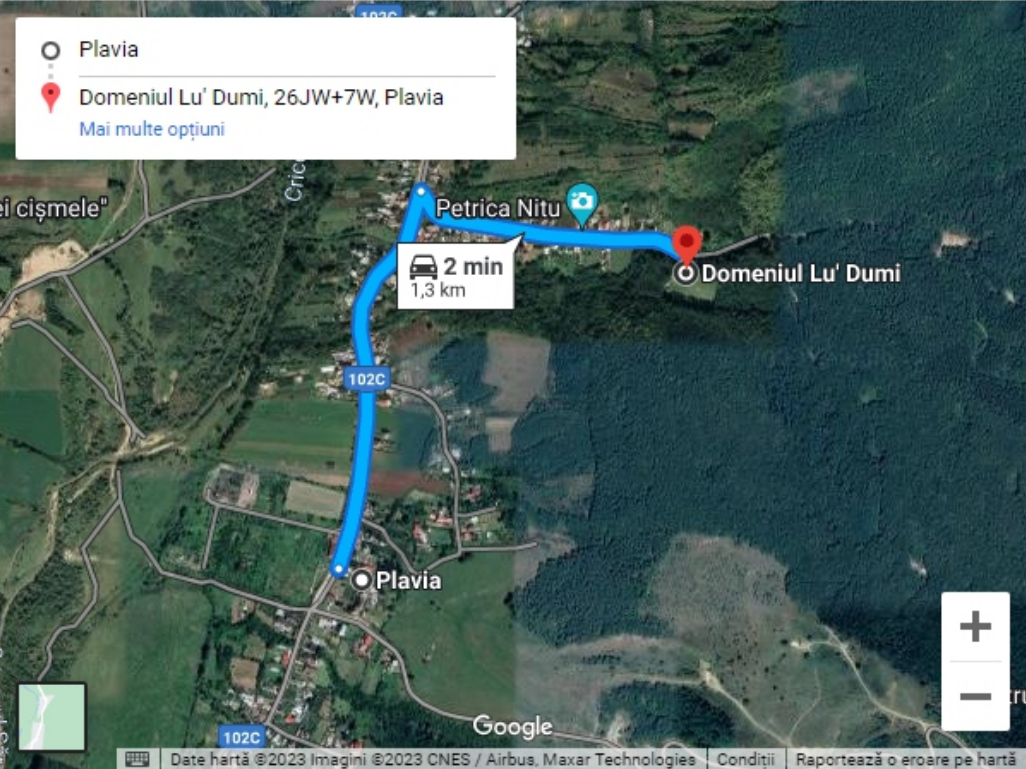 102C
Plavia
Domeniul Lu' Dumi, 26JW+7W, Plavia
Mai multe opțiuni
ei cișmele"
Petrica Nitu
2 min
1,3 km
Domeniul Lu' Dumi
102C
Plavia
Google
102C
Date hartă ©2023 Imagini ©2023 CNES / Airbus, Maxar Technologies
Condiții
Raportează o eroare pe hartă